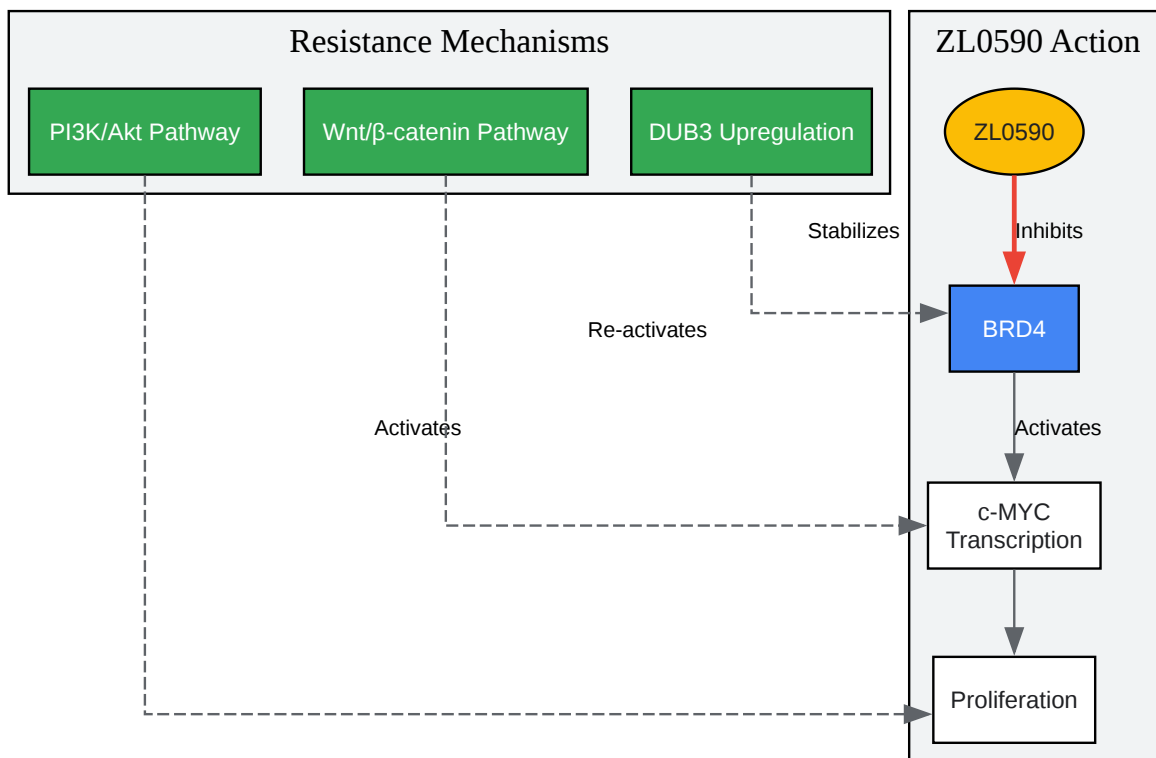 Resistance Mechanisms
ZL0590 Action
PI3K/Akt Pathway
Wnt/β-catenin Pathway
DUB3 Upregulation
ZL0590
Stabilizes
Inhibits
Re-activates
BRD4
Activates
Activates
c-MYC
Transcription
Proliferation